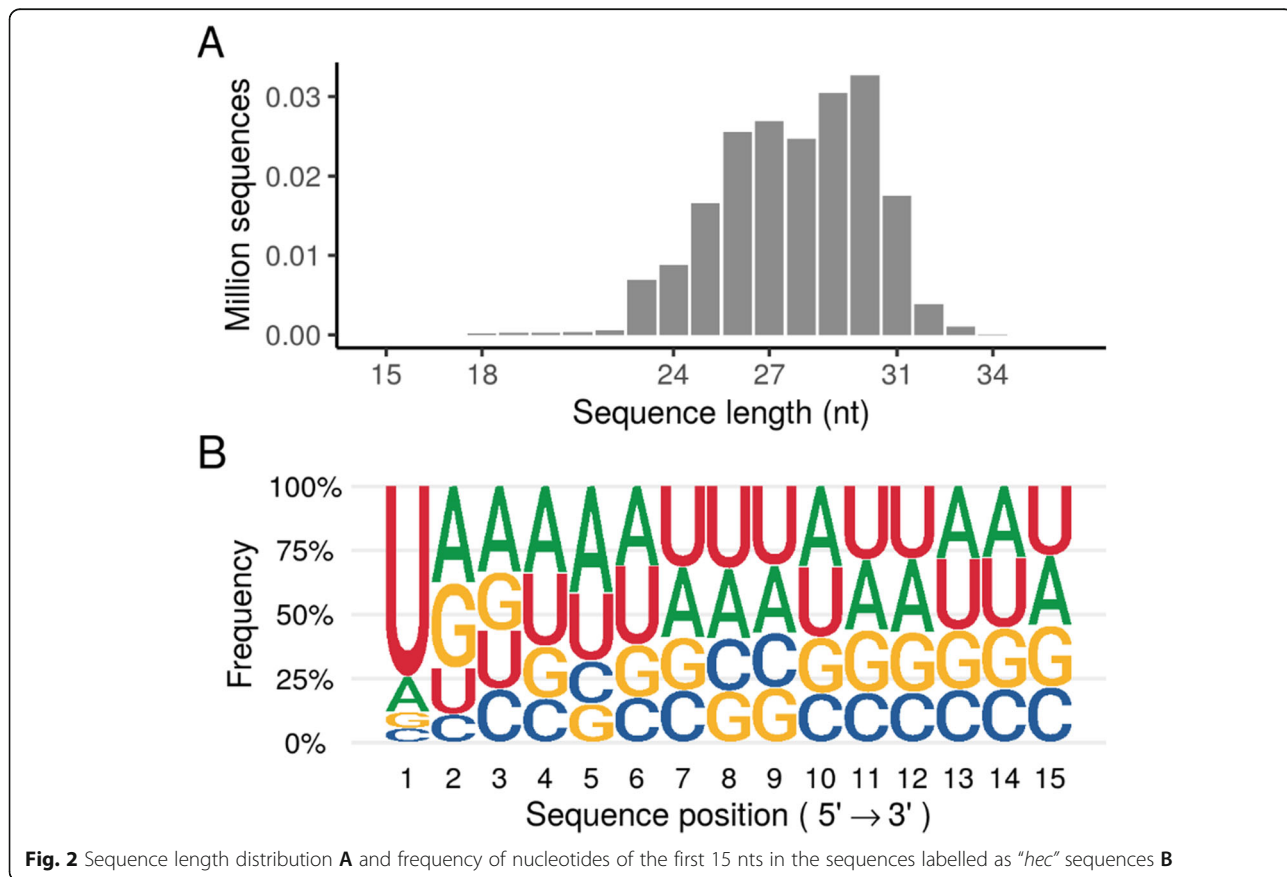 A
Million sequences
0.03
0.02
0.01
0.00
15 18 24 27 31 34
Sequence length (nt)
B
Frequency
100%
75%
50%
25%
0%
U A A A A A U U U A U U A A U
A G G U U U A A A U A A U U A
G U U G C G G C C G G G G G G
C C C C G C C G G C C C C C C
1 2 3 4 5 6 7 8 9 10 11 12 13 14 15
Sequence position ( 5' → 3' )
Fig. 2 Sequence length distribution A and frequency of nucleotides of the first 15 nts in the sequences labelled as "hec" sequences B